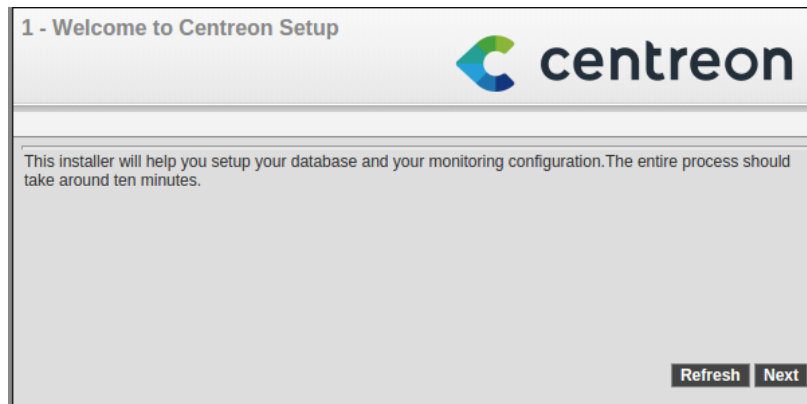 1 - Welcome to Centreon Setup
centreon
This installer will help you setup your database and your monitoring configuration.The entire process should
take around ten minutes.
Refresh Next